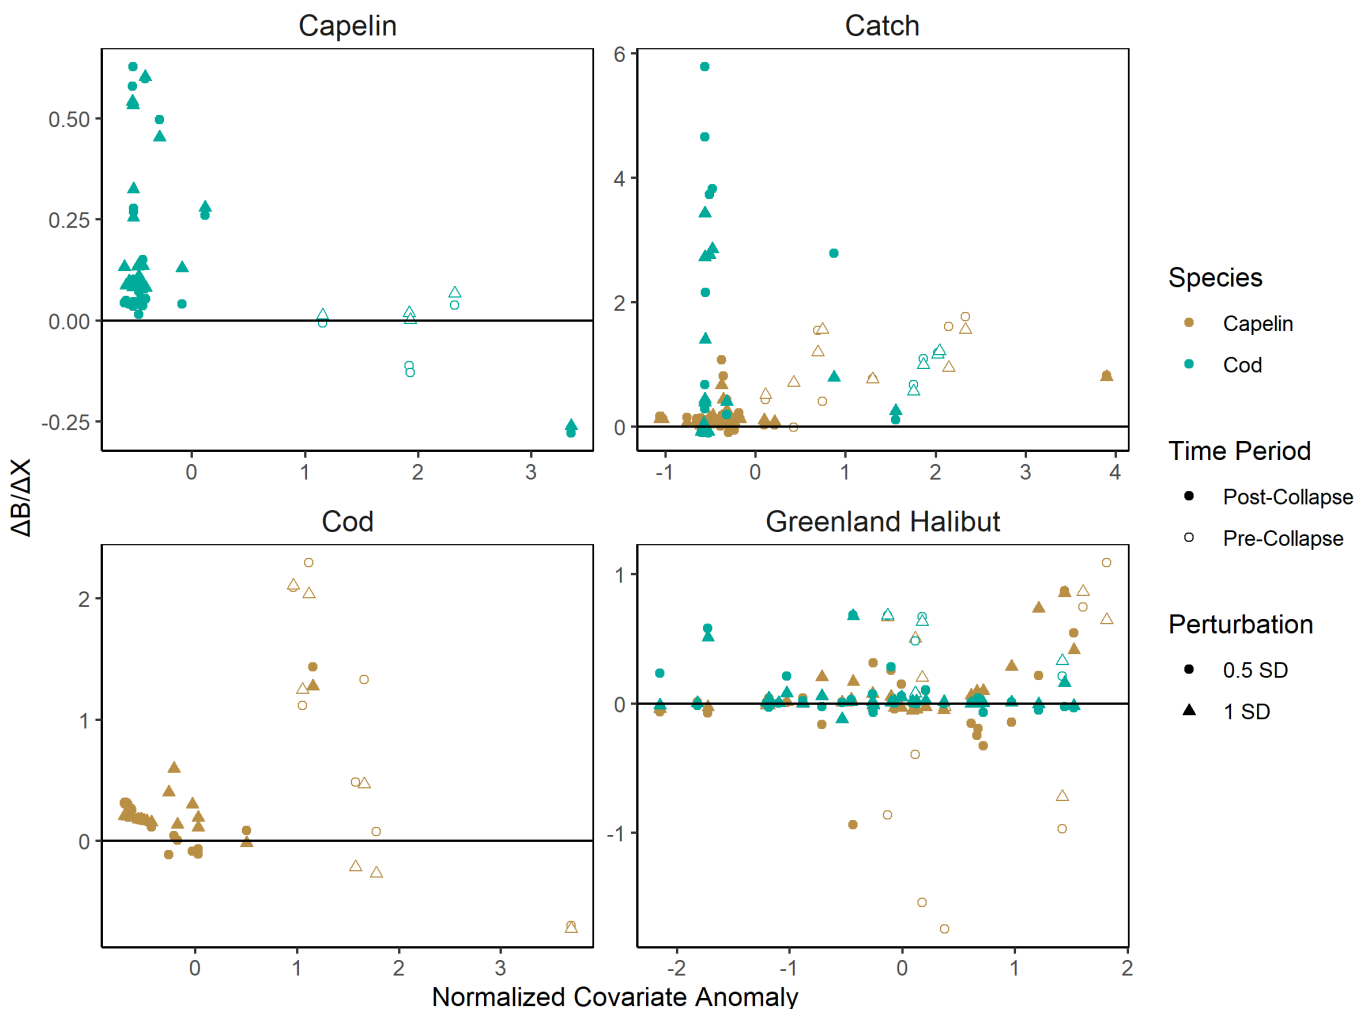 Capelin
Catch
0.50
0.25
0.00
-0.25
0 1 2 3
6
4
2
0
-1 0 1 2 3 4
ΔB/ΔX
Cod
Greenland Halibut
2
1
0
0 1 2 3
1
0
-1
-2 -1 0 1 2
Normalized Covariate Anomaly
Species
Capelin
Cod
Time Period
Post-Collapse
Pre-Collapse
Perturbation
0.5 SD
1 SD